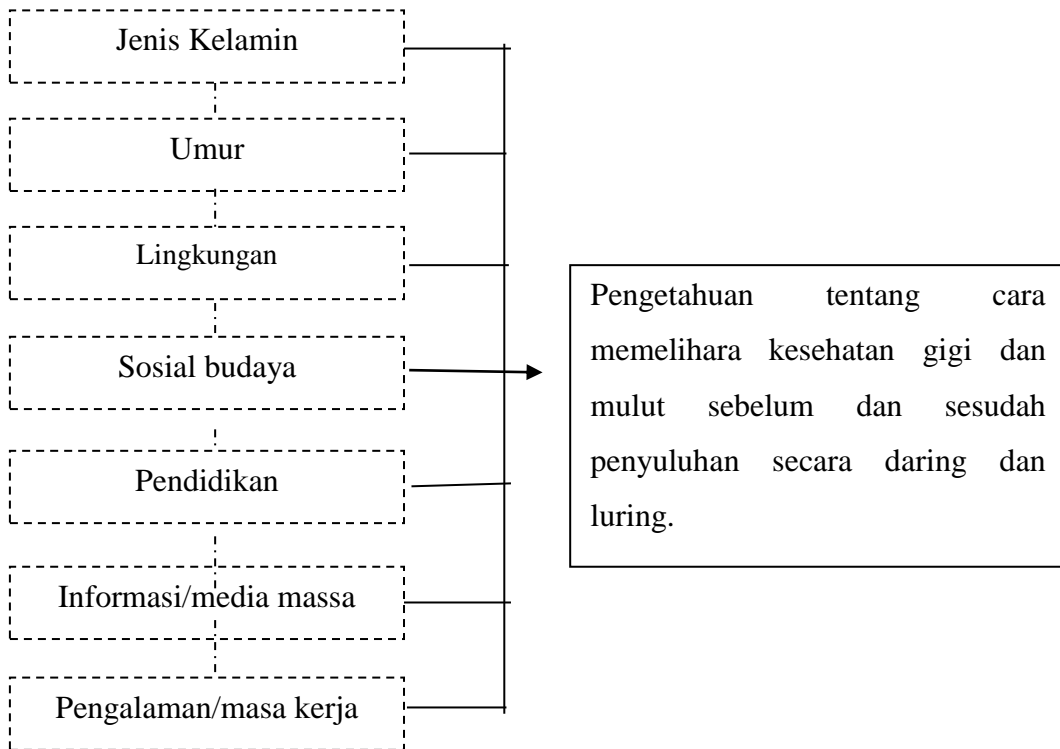 Jenis Kelamin
Umur
Lingkungan
Sosial budaya
Pendidikan
Informasi/media massa
Pengalaman/masa kerja
Pengetahuan tentang cara
memelihara kesehatan gigi dan
mulut sebelum dan sesudah
penyuluhan secara daring dan
luring.